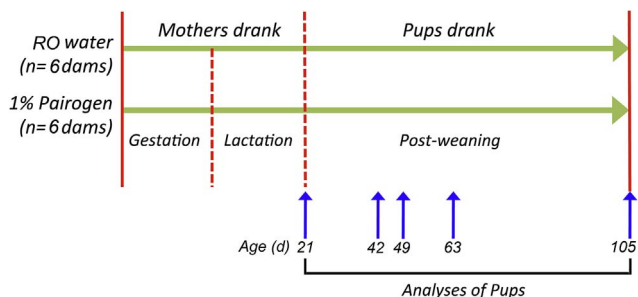 Mothers drank
Pups drank
RO water
(n= 6 dams)
1% Pairogen
(n= 6 dams)
Gestation
Lactation
Post-weaning
Age (d) 21 42 49 63 105
Analyses of Pups